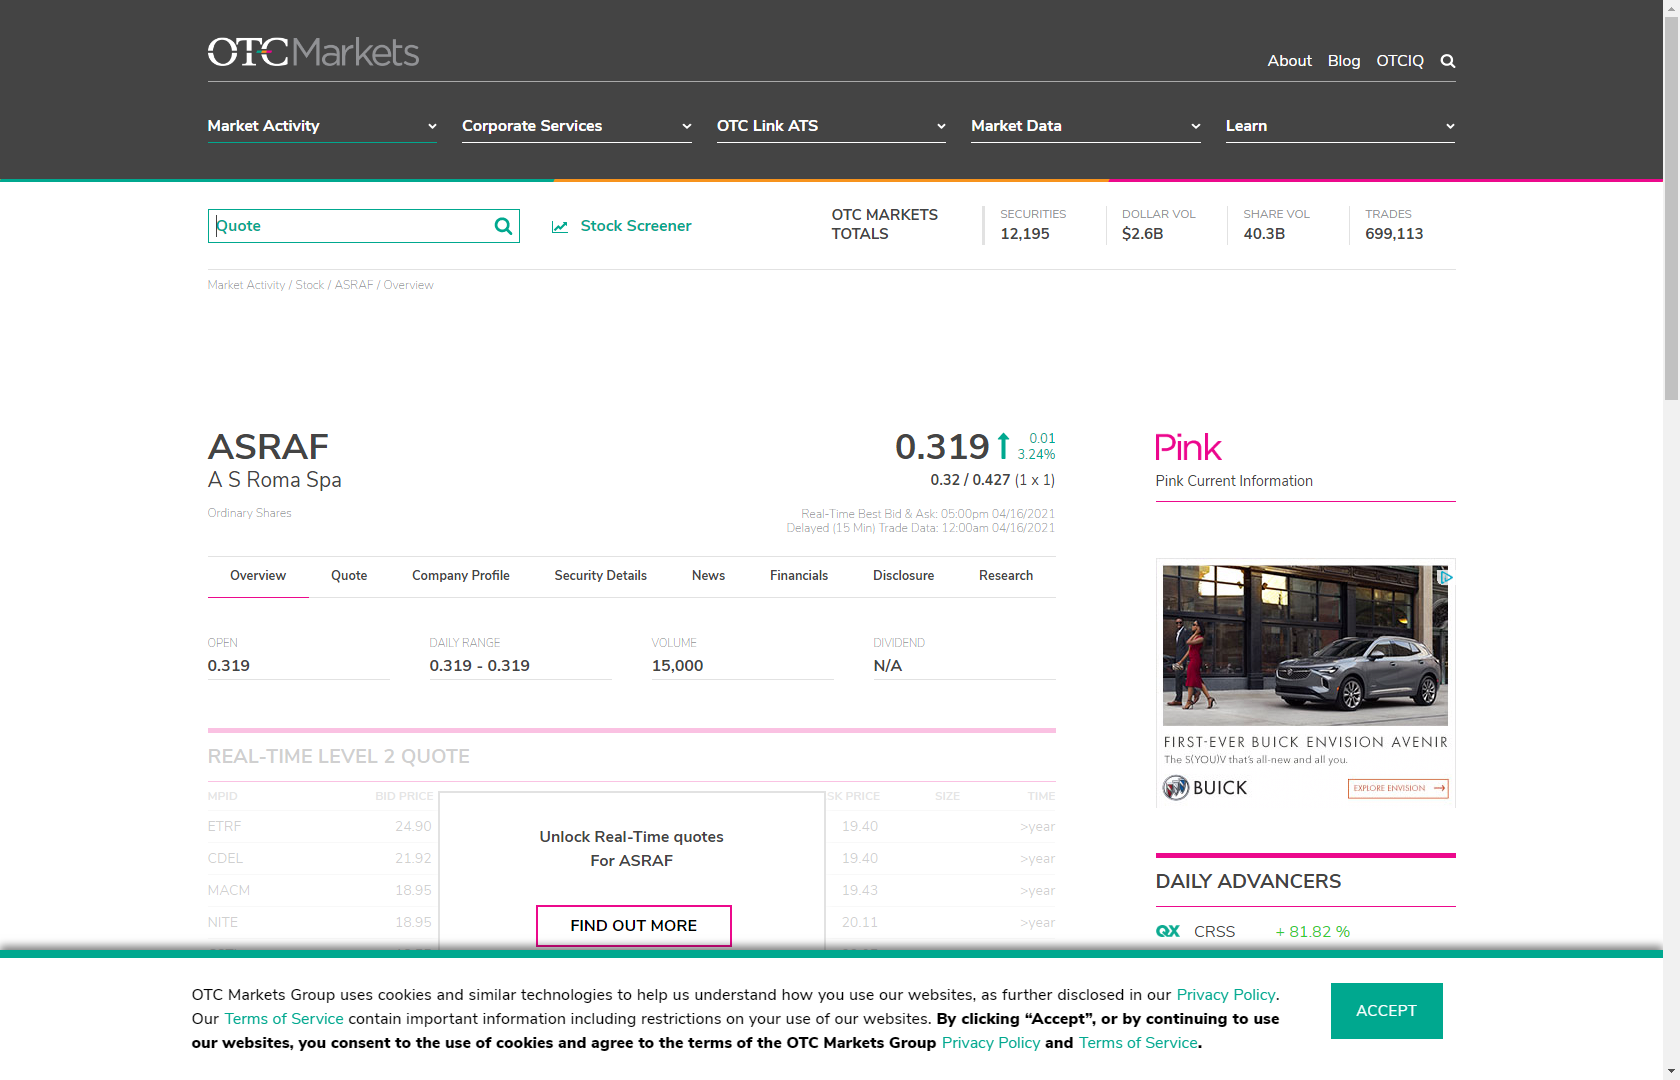 OTC Markets
About Blog OTCIQ
Market Activity Corporate Services OTC Link ATS Market Data Learn
Quote
Stock Screener
OTC MARKETS TOTALS
SECURITIES
12,195
DOLLAR VOL
$2.6B
SHARE VOL
40.3B
TRADES
699,113
Market Activity / Stock / ASRAF / Overview
ASRAF
A S Roma Spa
Ordinary Shares
0.319
0.01
3.24%
0.32 / 0.427 (1 x 1)
Real-Time Best Bid & Ask: 05:00pm 04/16/2021
Delayed (15 Min) Trade Data: 12:00am 04/16/2021
Pink
Pink Current Information
Overview Quote Company Profile Security Details News Financials Disclosure Research
OPEN
0.319
DAILY RANGE
0.319 - 0.319
VOLUME
15,000
DIVIDEND
N/A
FIRST-EVER BUICK ENVISION AVENIR
The S(YOU)V that's all-new and all you.
BUICK
EXPLORE ENVISION
REAL-TIME LEVEL 2 QUOTE
MPID BID PRICE SK PRICE SIZE TIME
ETRF 24.90 19.40 >year
CDEL 21.92 19.40 >year
MACM 18.95 19.43 >year
NITE 18.95 20.11 >year
Unlock Real-Time quotes
For ASRAF
FIND OUT MORE
DAILY ADVANCERS
QX CRSS + 81.82 %
OTC Markets Group uses cookies and similar technologies to help us understand how you use our websites, as further disclosed in our Privacy Policy.
Our Terms of Service contain important information including restrictions on your use of our websites. By clicking “Accept”, or by continuing to use
our websites, you consent to the use of cookies and agree to the terms of the OTC Markets Group Privacy Policy and Terms of Service.
ACCEPT